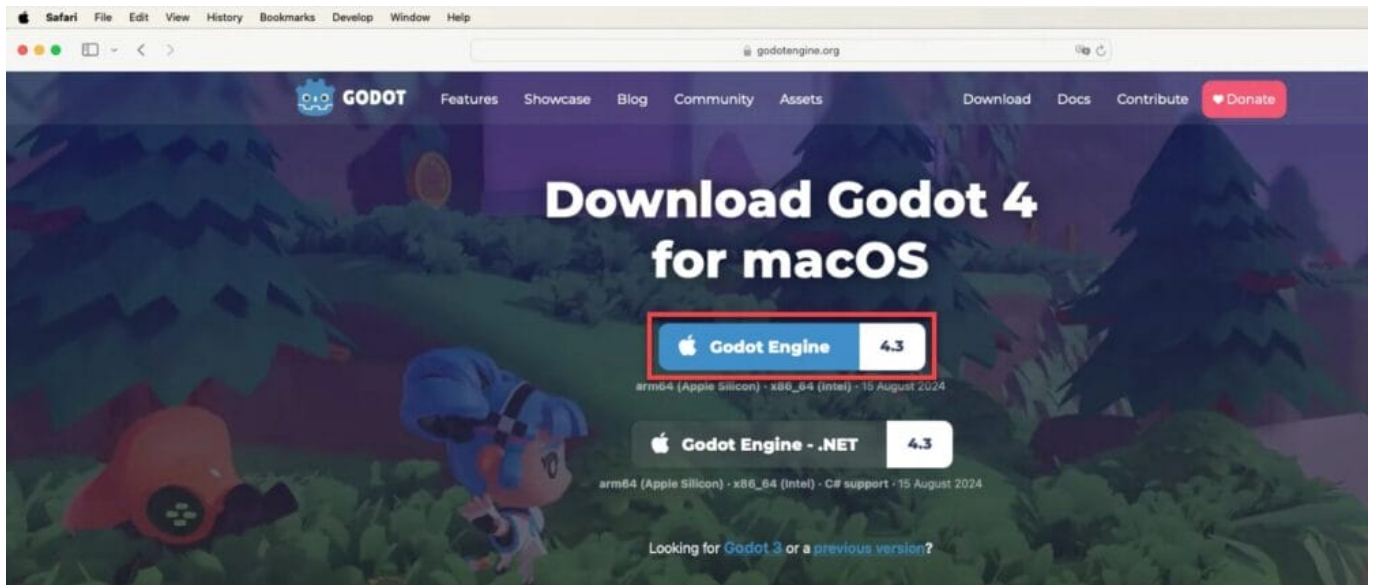 Safari File Edit View History Bookmarks Develop Window Help
godotengine.org
GODOT Features Showcase Blog Community Assets Download Docs Contribute Donate
Download Godot 4
for macOS
Godot Engine 4.3
arm64 (Apple Silicon) · x86_64 (Intel) · 15 August 2024
Godot Engine - .NET 4.3
arm64 (Apple Silicon) · x86_64 (Intel) · C# support · 15 August 2024
Looking for Godot 3 or a previous version?